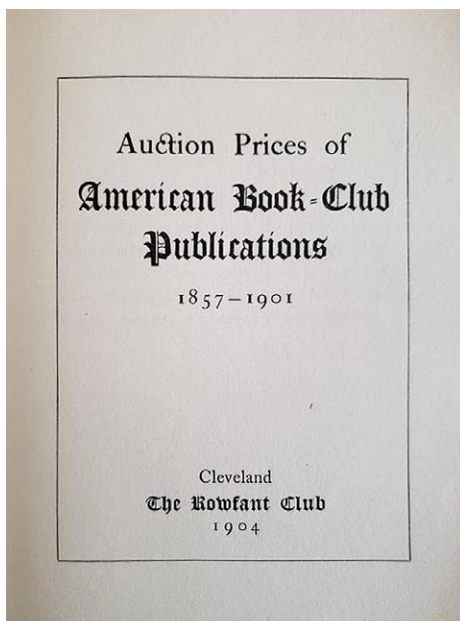 Auction Prices of
American Book-Club
Publications
1857–1901
Cleveland
The Rowfant Club
1904